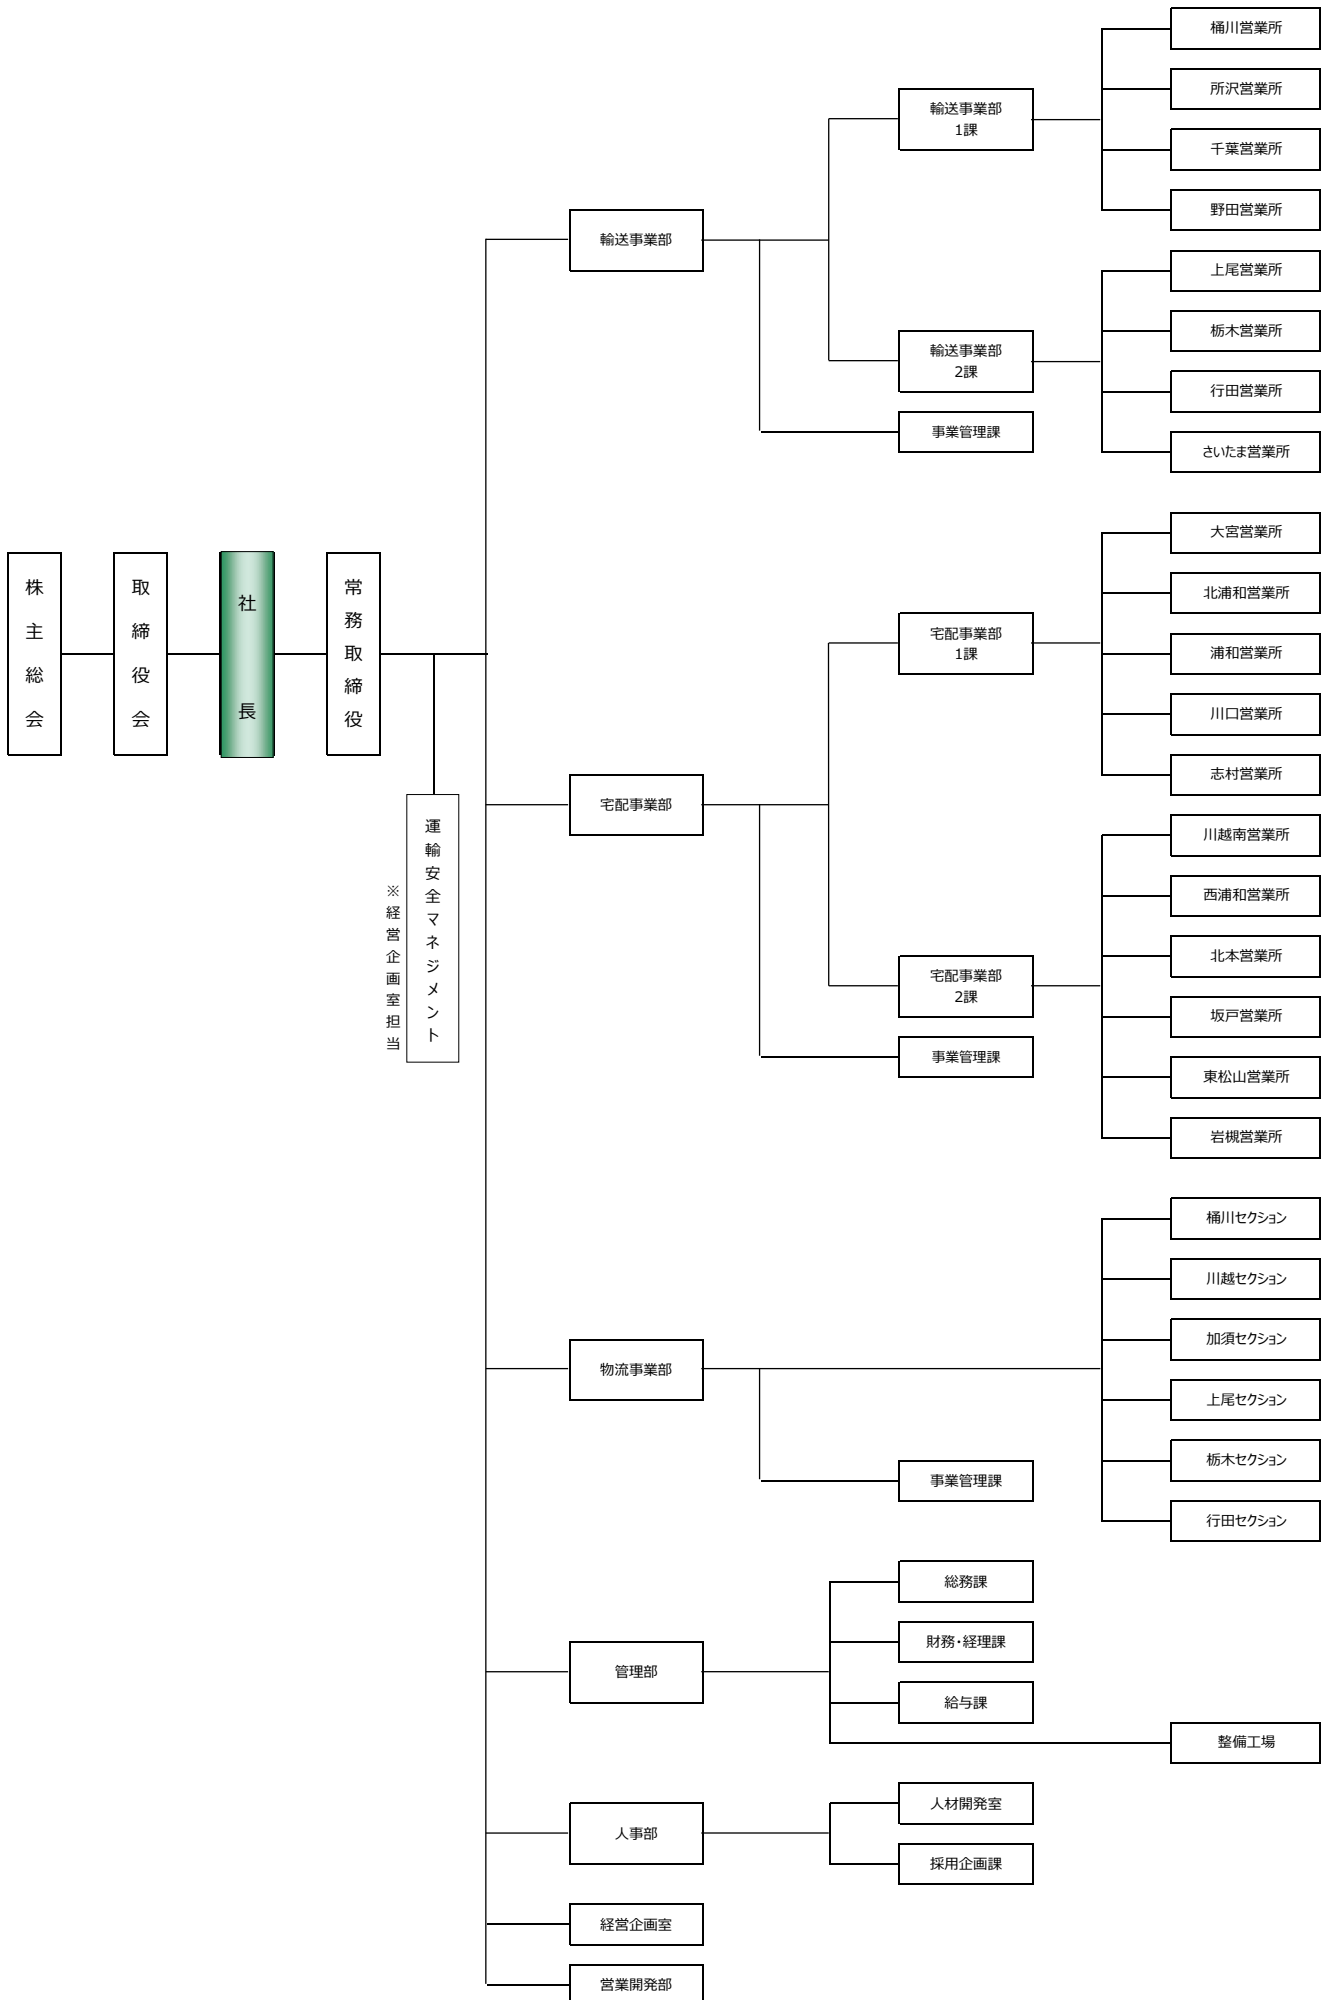 株主総会
取締役会
社長
常務取締役
運輸安全マネジメント
※経営企画室担当
輸送事業部
輸送事業部
1課
桶川営業所
所沢営業所
千葉営業所
野田営業所
輸送事業部
2課
上尾営業所
栃木営業所
行田営業所
さいたま営業所
事業管理課
宅配事業部
宅配事業部
1課
大宮営業所
北浦和営業所
浦和営業所
川口営業所
志村営業所
宅配事業部
2課
川越南営業所
西浦和営業所
北本営業所
坂戸営業所
東松山営業所
岩槻営業所
事業管理課
物流事業部
桶川セクション
川越セクション
加須セクション
上尾セクション
栃木セクション
行田セクション
事業管理課
管理部
総務課
財務・経理課
給与課
整備工場
人事部
人材開発室
採用企画課
経営企画室
営業開発部